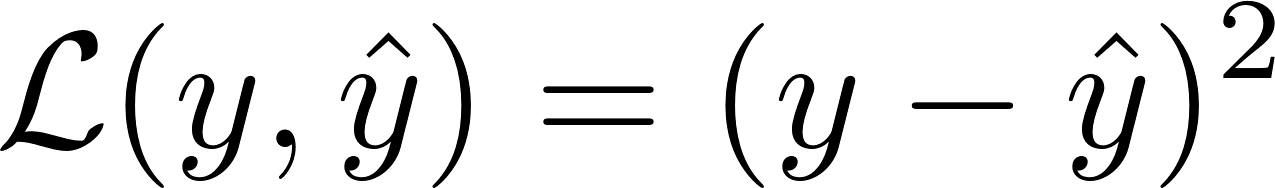 ℒ(y, ŷ) = (y − ŷ)²